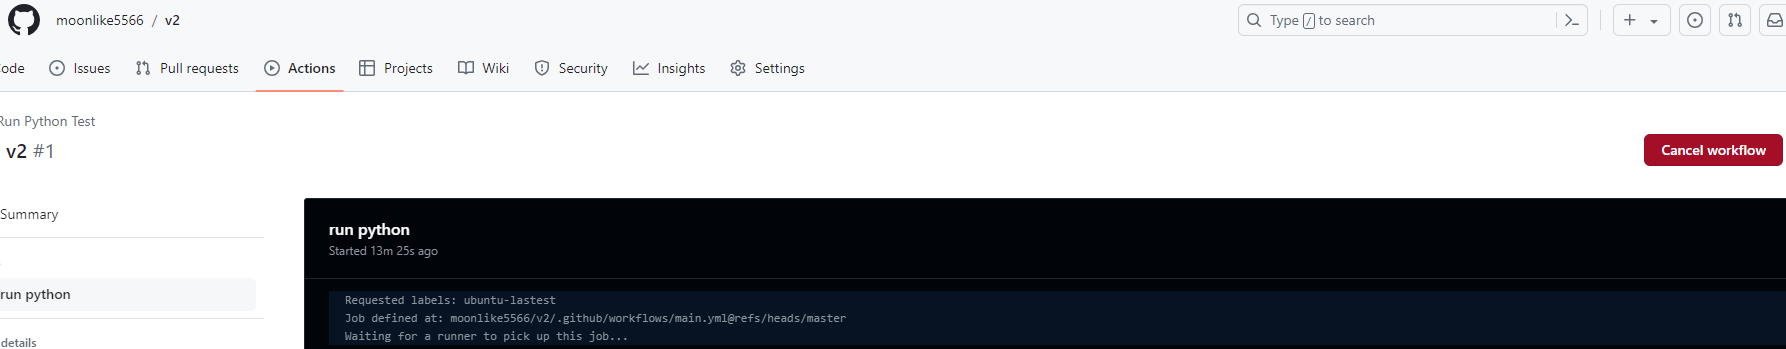 moonlike5566 / v2
Type / to search
ode Issues Pull requests Actions Projects Wiki Security Insights Settings
Run Python Test
v2 #1
Cancel workflow
Summary
run python
Started 13m 25s ago
run python
Requested labels: ubuntu-lastest
Job defined at: moonlike5566/v2/.github/workflows/main.yml@refs/heads/master
Waiting for a runner to pick up this job...
details